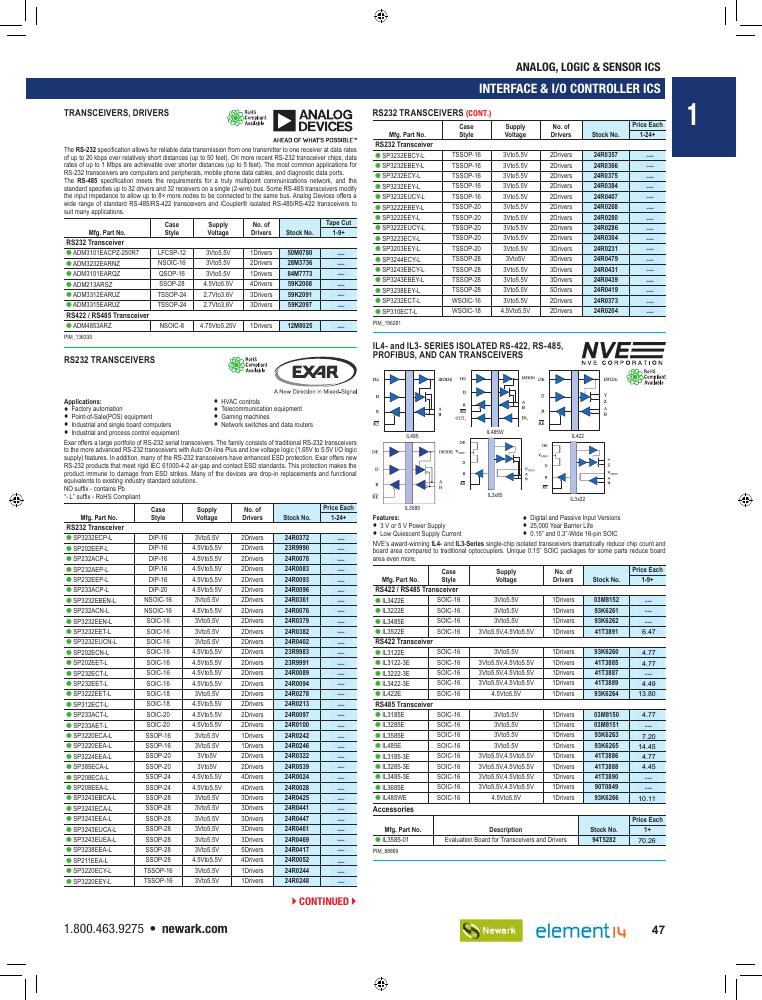 ANALOG, LOGIC & SENSOR ICS
INTERFACE & I/O CONTROLLER ICS
1
TRANSCEIVERS, DRIVERS
RoHS
Compliant
Available
ANALOG
DEVICES
AHEAD OF WHAT'S POSSIBLE™
The RS-232 specification allows for reliable data transmission from one transmitter to one receiver at data rates
of up to 20 kbps over relatively short distances (up to 50 feet). On more recent RS-232 transceiver chips, data
rates of up to 1 Mbps are achievable over shorter distances (up to 5 feet). The most common applications for
RS-232 transceivers are computers and peripherals, mobile phone data cables, and diagnostic data ports.
The RS-485 specification meets the requirements for a truly multipoint communications network, and the
standard specifies up to 32 drivers and 32 receivers on a single (2-wire) bus. Some RS-485 transceivers modify
the input impedance to allow up to 8× more nodes to be connected to the same bus. Analog Devices offers a
wide range of standard RS-485/RS-422 transceivers and iCoupler® isolated RS-485/RS-422 transceivers to
suit many applications.
Mfg. Part No. Case Style Supply Voltage No. of Drivers Stock No. Tape Cut 1-9+
RS232 Transceiver
ADM3101EACPZ-250R7 LFCSP-12 3Vto5.5V 1Drivers 50M0780 ---
ADM3232EARNZ NSOIC-16 3Vto5.5V 2Drivers 28M3736 ---
ADM3101EARQZ QSOP-16 3Vto5.5V 1Drivers 84M7773 ---
ADM213ARSZ SSOP-28 4.5Vto5.5V 4Drivers 59K2008 ---
ADM3312EARUZ TSSOP-24 2.7Vto3.6V 3Drivers 59K2091 ---
ADM3315EARUZ TSSOP-24 2.7Vto3.6V 3Drivers 59K2097 ---
RS422 / RS485 Transceiver
ADM4853ARZ NSOIC-8 4.75Vto5.25V 1Drivers 12M8025 ---
PIM_136330
RS232 TRANSCEIVERS
RoHS
Compliant
Available
EXAR
A New Direction in Mixed-Signal
Applications:
♦ Factory automation
♦ Point-of-Sale(POS) equipment
♦ Industrial and single board computers
♦ Industrial and process control equipment
♦ HVAC controls
♦ Telecommunication equipment
♦ Gaming machines
♦ Network switches and data routers
Exar offers a large portfolio of RS-232 serial transceivers. The family consists of traditional RS-232 transceivers
to the more advanced RS-232 transceivers with Auto On-line Plus and low voltage logic (1.65V to 5.5V I/O logic
supply) features. In addition, many of the RS-232 transceivers have enhanced ESD protection. Exar offers new
RS-232 products that meet rigid IEC 61000-4-2 air-gap and contact ESD standards. This protection makes the
product immune to damage from ESD strikes. Many of the devices are drop-in replacements and functional
equivalents to existing industry standard solutions.
NO suffix - contains Pb
"- L" suffix - RoHS Compliant
Mfg. Part No. Case Style Supply Voltage No. of Drivers Stock No. Price Each 1-24+
RS232 Transceiver
SP3232ECP-L DIP-16 3Vto5.5V 2Drivers 24R0372 ---
SP202EEP-L DIP-16 4.5Vto5.5V 2Drivers 23R9990 ---
SP232ACP-L DIP-16 4.5Vto5.5V 2Drivers 24R0078 ---
SP232AEP-L DIP-16 4.5Vto5.5V 2Drivers 24R0083 ---
SP232EEP-L DIP-16 4.5Vto5.5V 2Drivers 24R0093 ---
SP233ACP-L DIP-20 4.5Vto5.5V 2Drivers 24R0096 ---
SP3232EBEN-L NSOIC-16 3Vto5.5V 2Drivers 24R0361 ---
SP232ACN-L NSOIC-16 4.5Vto5.5V 2Drivers 24R0076 ---
SP3232EEN-L SOIC-16 3Vto5.5V 2Drivers 24R0379 ---
SP3232EET-L SOIC-16 3Vto5.5V 2Drivers 24R0382 ---
SP3232EUCN-L SOIC-16 3Vto5.5V 2Drivers 24R0402 ---
SP202ECN-L SOIC-16 4.5Vto5.5V 2Drivers 23R9983 ---
SP202EET-L SOIC-16 4.5Vto5.5V 2Drivers 23R9991 ---
SP232ECT-L SOIC-16 4.5Vto5.5V 2Drivers 24R0089 ---
SP232EET-L SOIC-16 4.5Vto5.5V 2Drivers 24R0094 ---
SP3222EET-L SOIC-18 3Vto5.5V 2Drivers 24R0278 ---
SP312ECT-L SOIC-18 4.5Vto5.5V 2Drivers 24R0213 ---
SP233ACT-L SOIC-20 4.5Vto5.5V 2Drivers 24R0097 ---
SP233AET-L SOIC-20 4.5Vto5.5V 2Drivers 24R0100 ---
SP3220ECA-L SSOP-16 3Vto5.5V 1Drivers 24R0242 ---
SP3220EEA-L SSOP-16 3Vto5.5V 1Drivers 24R0246 ---
SP3224EEA-L SSOP-20 3Vto5V 2Drivers 24R0322 ---
SP385ECA-L SSOP-20 3Vto5.5V 2Drivers 24R0539 ---
SP208ECA-L SSOP-24 4.5Vto5.5V 4Drivers 24R0024 ---
SP208EEA-L SSOP-24 4.5Vto5.5V 4Drivers 24R0028 ---
SP3243EBCA-L SSOP-28 3Vto5.5V 3Drivers 24R0425 ---
SP3243ECA-L SSOP-28 3Vto5.5V 3Drivers 24R0441 ---
SP3243EEA-L SSOP-28 3Vto5.5V 3Drivers 24R0447 ---
SP3243EUCA-L SSOP-28 3Vto5.5V 3Drivers 24R0461 ---
SP3243EUEA-L SSOP-28 3Vto5.5V 3Drivers 24R0469 ---
SP3238EEA-L SSOP-28 3Vto5.5V 5Drivers 24R0417 ---
SP211EEA-L SSOP-28 4.5Vto5.5V 4Drivers 24R0052 ---
SP3220ECY-L TSSOP-16 3Vto5.5V 1Drivers 24R0244 ---
SP3220EEY-L TSSOP-16 3Vto5.5V 1Drivers 24R0248 ---
CONTINUED
RS232 TRANSCEIVERS (CONT.)
Mfg. Part No. Case Style Supply Voltage No. of Drivers Stock No. Price Each 1-24+
RS232 Transceiver
SP3232EBCY-L TSSOP-16 3Vto5.5V 2Drivers 24R0357 ---
SP3232EBEY-L TSSOP-16 3Vto5.5V 2Drivers 24R0366 ---
SP3232ECY-L TSSOP-16 3Vto5.5V 2Drivers 24R0375 ---
SP3232EEY-L TSSOP-16 3Vto5.5V 2Drivers 24R0384 ---
SP3232EUCY-L TSSOP-16 3Vto5.5V 2Drivers 24R0407 ---
SP3222EBEY-L TSSOP-20 3Vto5.5V 2Drivers 24R0268 ---
SP3222EEY-L TSSOP-20 3Vto5.5V 2Drivers 24R0280 ---
SP3222EUCY-L TSSOP-20 3Vto5.5V 2Drivers 24R0286 ---
SP3223ECY-L TSSOP-20 3Vto5.5V 2Drivers 24R0304 ---
SP3203EEY-L TSSOP-20 3Vto5.5V 3Drivers 24R0231 ---
SP3244ECY-L TSSOP-28 3Vto5V 3Drivers 24R0479 ---
SP3243EBCY-L TSSOP-28 3Vto5.5V 3Drivers 24R0431 ---
SP3243EBEY-L TSSOP-28 3Vto5.5V 3Drivers 24R0439 ---
SP3238EEY-L TSSOP-28 3Vto5.5V 5Drivers 24R0419 ---
SP3232ECT-L WSOIC-16 3Vto5.5V 2Drivers 24R0373 ---
SP310ECT-L WSOIC-18 4.5Vto5.5V 2Drivers 24R0204 ---
PIM_156281
IL4- and IL3- SERIES ISOLATED RS-422, RS-485,
PROFIBUS, AND CAN TRANSCEIVERS
NVE
NVE CORPORATION
RoHS
Compliant
Available
IL485
IL485W
IL422
IL3585
IL3x85
IL3x22
Features:
♦ 3 V or 5 V Power Supply
♦ Low Quiescent Supply Current
♦ Digital and Passive Input Versions
♦ 25,000 Year Barrier Life
♦ 0.15" and 0.3"-Wide 16-pin SOIC
NVE's award-winning IL4- and IL3-Series single-chip isolated transceivers dramatically reduce chip count and
board area compared to traditional optocouplers. Unique 0.15" SOIC packages for some parts reduce board
area even more.
Mfg. Part No. Case Style Supply Voltage No. of Drivers Stock No. Price Each 1-9+
RS422 / RS485 Transceiver
IL3422E SOIC-16 3Vto5.5V 1Drivers 03M8152 ---
IL3222E SOIC-16 3Vto5.5V 1Drivers 93K6261 ---
IL3485E SOIC-16 3Vto5.5V 1Drivers 93K6262 ---
IL3522E SOIC-16 3Vto5.5V,4.5Vto5.5V 1Drivers 41T3891 6.47
RS422 Transceiver
IL3122E SOIC-16 3Vto5.5V 1Drivers 93K6260 4.77
IL3122-3E SOIC-16 3Vto5.5V,4.5Vto5.5V 1Drivers 41T3885 4.77
IL3222-3E SOIC-16 3Vto5.5V,4.5Vto5.5V 1Drivers 41T3887 ---
IL3422-3E SOIC-16 3Vto5.5V,4.5Vto5.5V 1Drivers 41T3889 4.49
IL422E SOIC-16 4.5Vto5.5V 1Drivers 93K6264 13.80
RS485 Transceiver
IL3185E SOIC-16 3Vto5.5V 1Drivers 03M8150 4.77
IL3285E SOIC-16 3Vto5.5V 1Drivers 03M8151 ---
IL3585E SOIC-16 3Vto5.5V 1Drivers 93K6263 7.20
IL485E SOIC-16 3Vto5.5V 1Drivers 93K6265 14.45
IL3185-3E SOIC-16 3Vto5.5V,4.5Vto5.5V 1Drivers 41T3886 4.77
IL3285-3E SOIC-16 3Vto5.5V,4.5Vto5.5V 1Drivers 41T3888 4.45
IL3485-3E SOIC-16 3Vto5.5V,4.5Vto5.5V 1Drivers 41T3890 ---
IL3685E SOIC-16 3Vto5.5V 1Drivers 90T0849 ---
IL485WE SOIC-16 4.5Vto5.5V 1Drivers 93K6266 10.11
Accessories
Mfg. Part No. Description Stock No. Price Each 1+
IL3585-01 Evaluation Board for Transceivers and Drivers 94T5282 70.26
PIM_88869
1.800.463.9275 • newark.com
Newark
element14
47